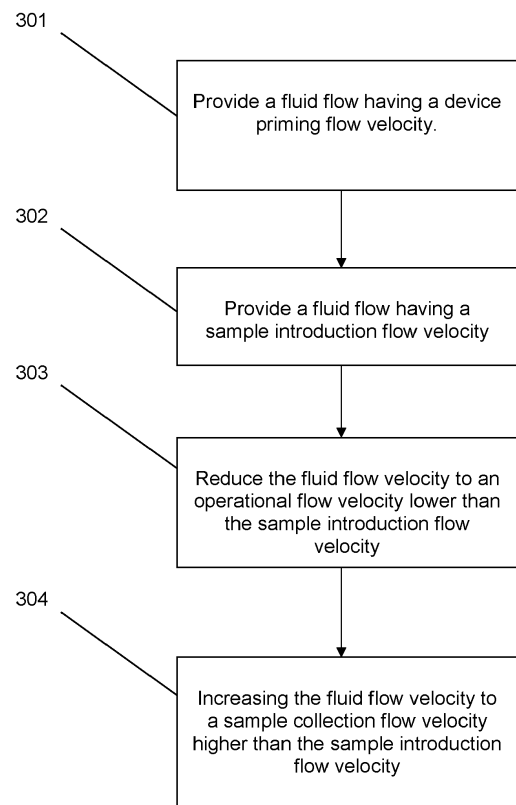 301
Provide a fluid flow having a device
priming flow velocity.
302
Provide a fluid flow having a
sample introduction flow velocity
303
Reduce the fluid flow velocity to an
operational flow velocity lower than
the sample introduction flow
velocity
304
Increasing the fluid flow velocity to
a sample collection flow velocity
higher than the sample introduction
flow velocity